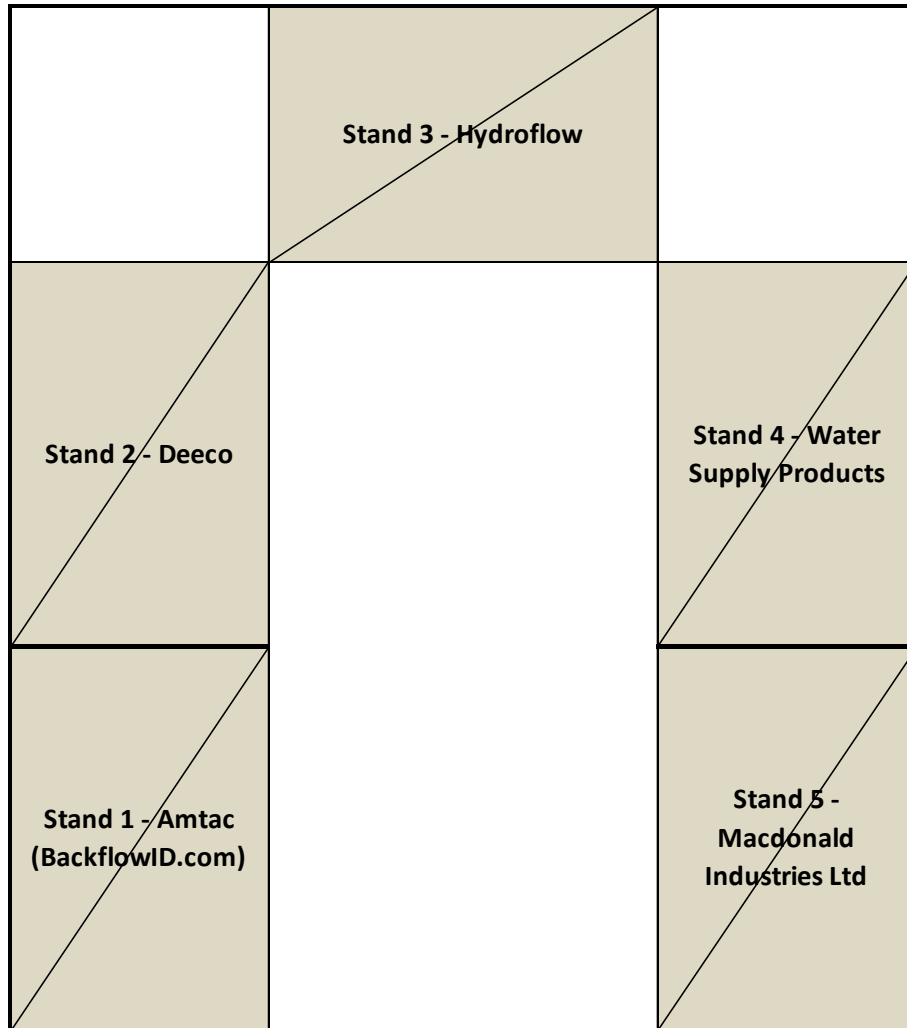 Stand 3 - Hydroflow
Stand 2 - Deeco
Stand 4 - Water
Supply Products
Stand 1 - Amtac
(BackflowID.com)
Stand 5 -
Macdonald
Industries Ltd